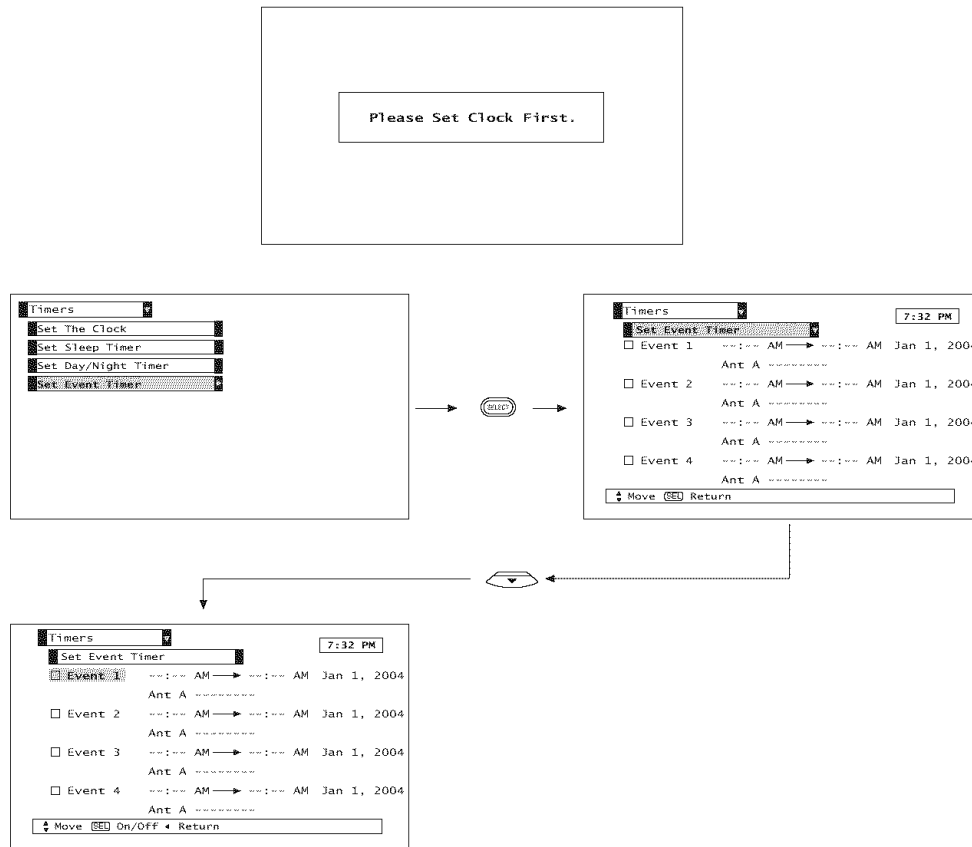 Please Set Clock First.
Timers
Set The Clock
Set Sleep Timer
Set Day/Night Timer
Set Event Timer
SELECT
Timers
7:32 PM
Set Event Timer
Event 1 --:-- AM --:-- AM Jan 1, 2004
Ant A --------
Event 2 --:-- AM --:-- AM Jan 1, 2004
Ant A --------
Event 3 --:-- AM --:-- AM Jan 1, 2004
Ant A --------
Event 4 --:-- AM --:-- AM Jan 1, 2004
Ant A --------
Move SEL Return
Timers
7:32 PM
Set Event Timer
Event 1 --:-- AM --:-- AM Jan 1, 2004
Ant A --------
Event 2 --:-- AM --:-- AM Jan 1, 2004
Ant A --------
Event 3 --:-- AM --:-- AM Jan 1, 2004
Ant A --------
Event 4 --:-- AM --:-- AM Jan 1, 2004
Ant A --------
Move SEL On/Off Return